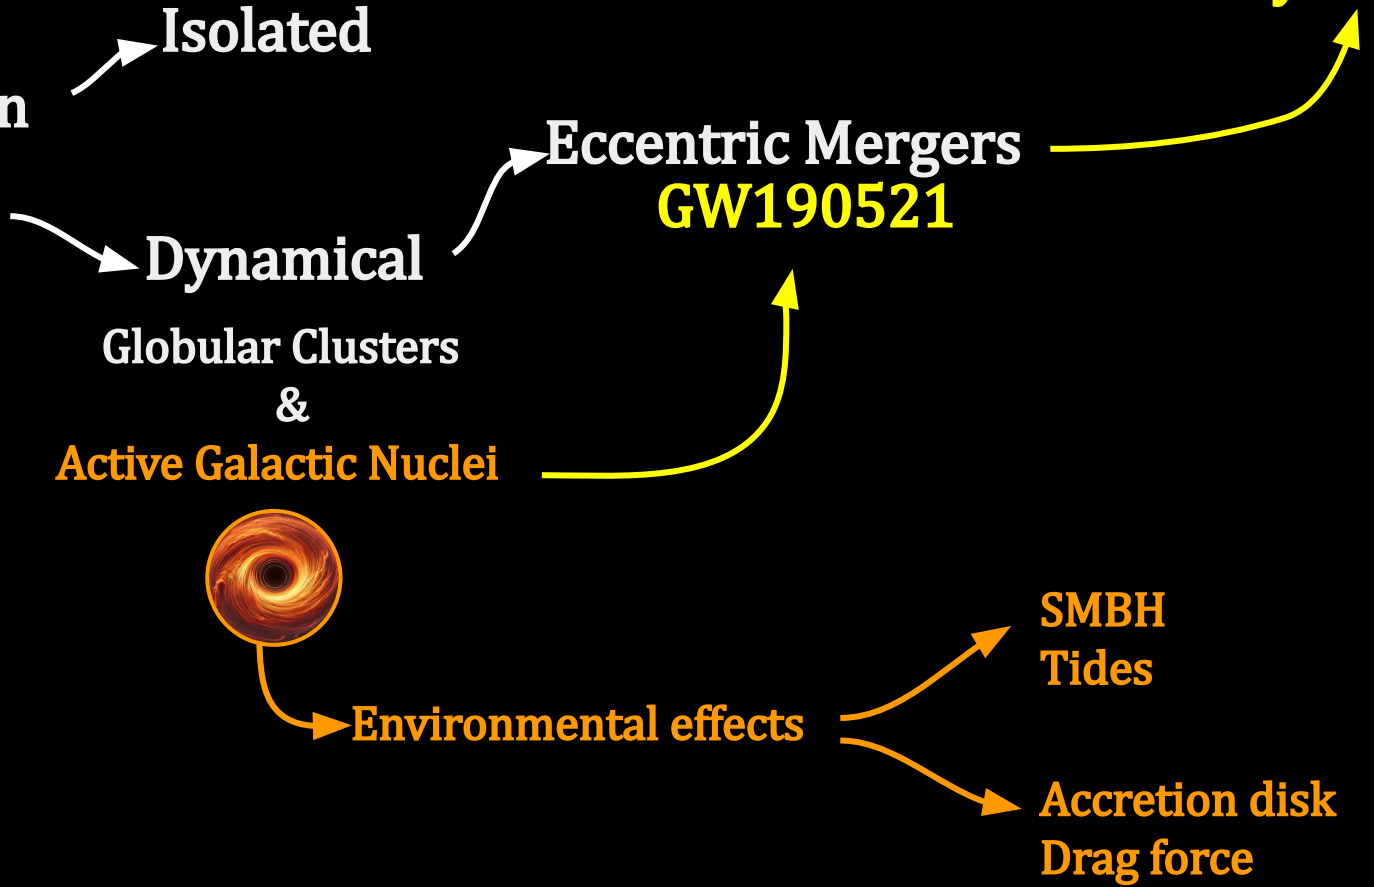 Isolated
n
Eccentric Mergers
GW190521
Dynamical
Globular Clusters
&
Active Galactic Nuclei
SMBH
Tides
Environmental effects
Accretion disk
Drag force